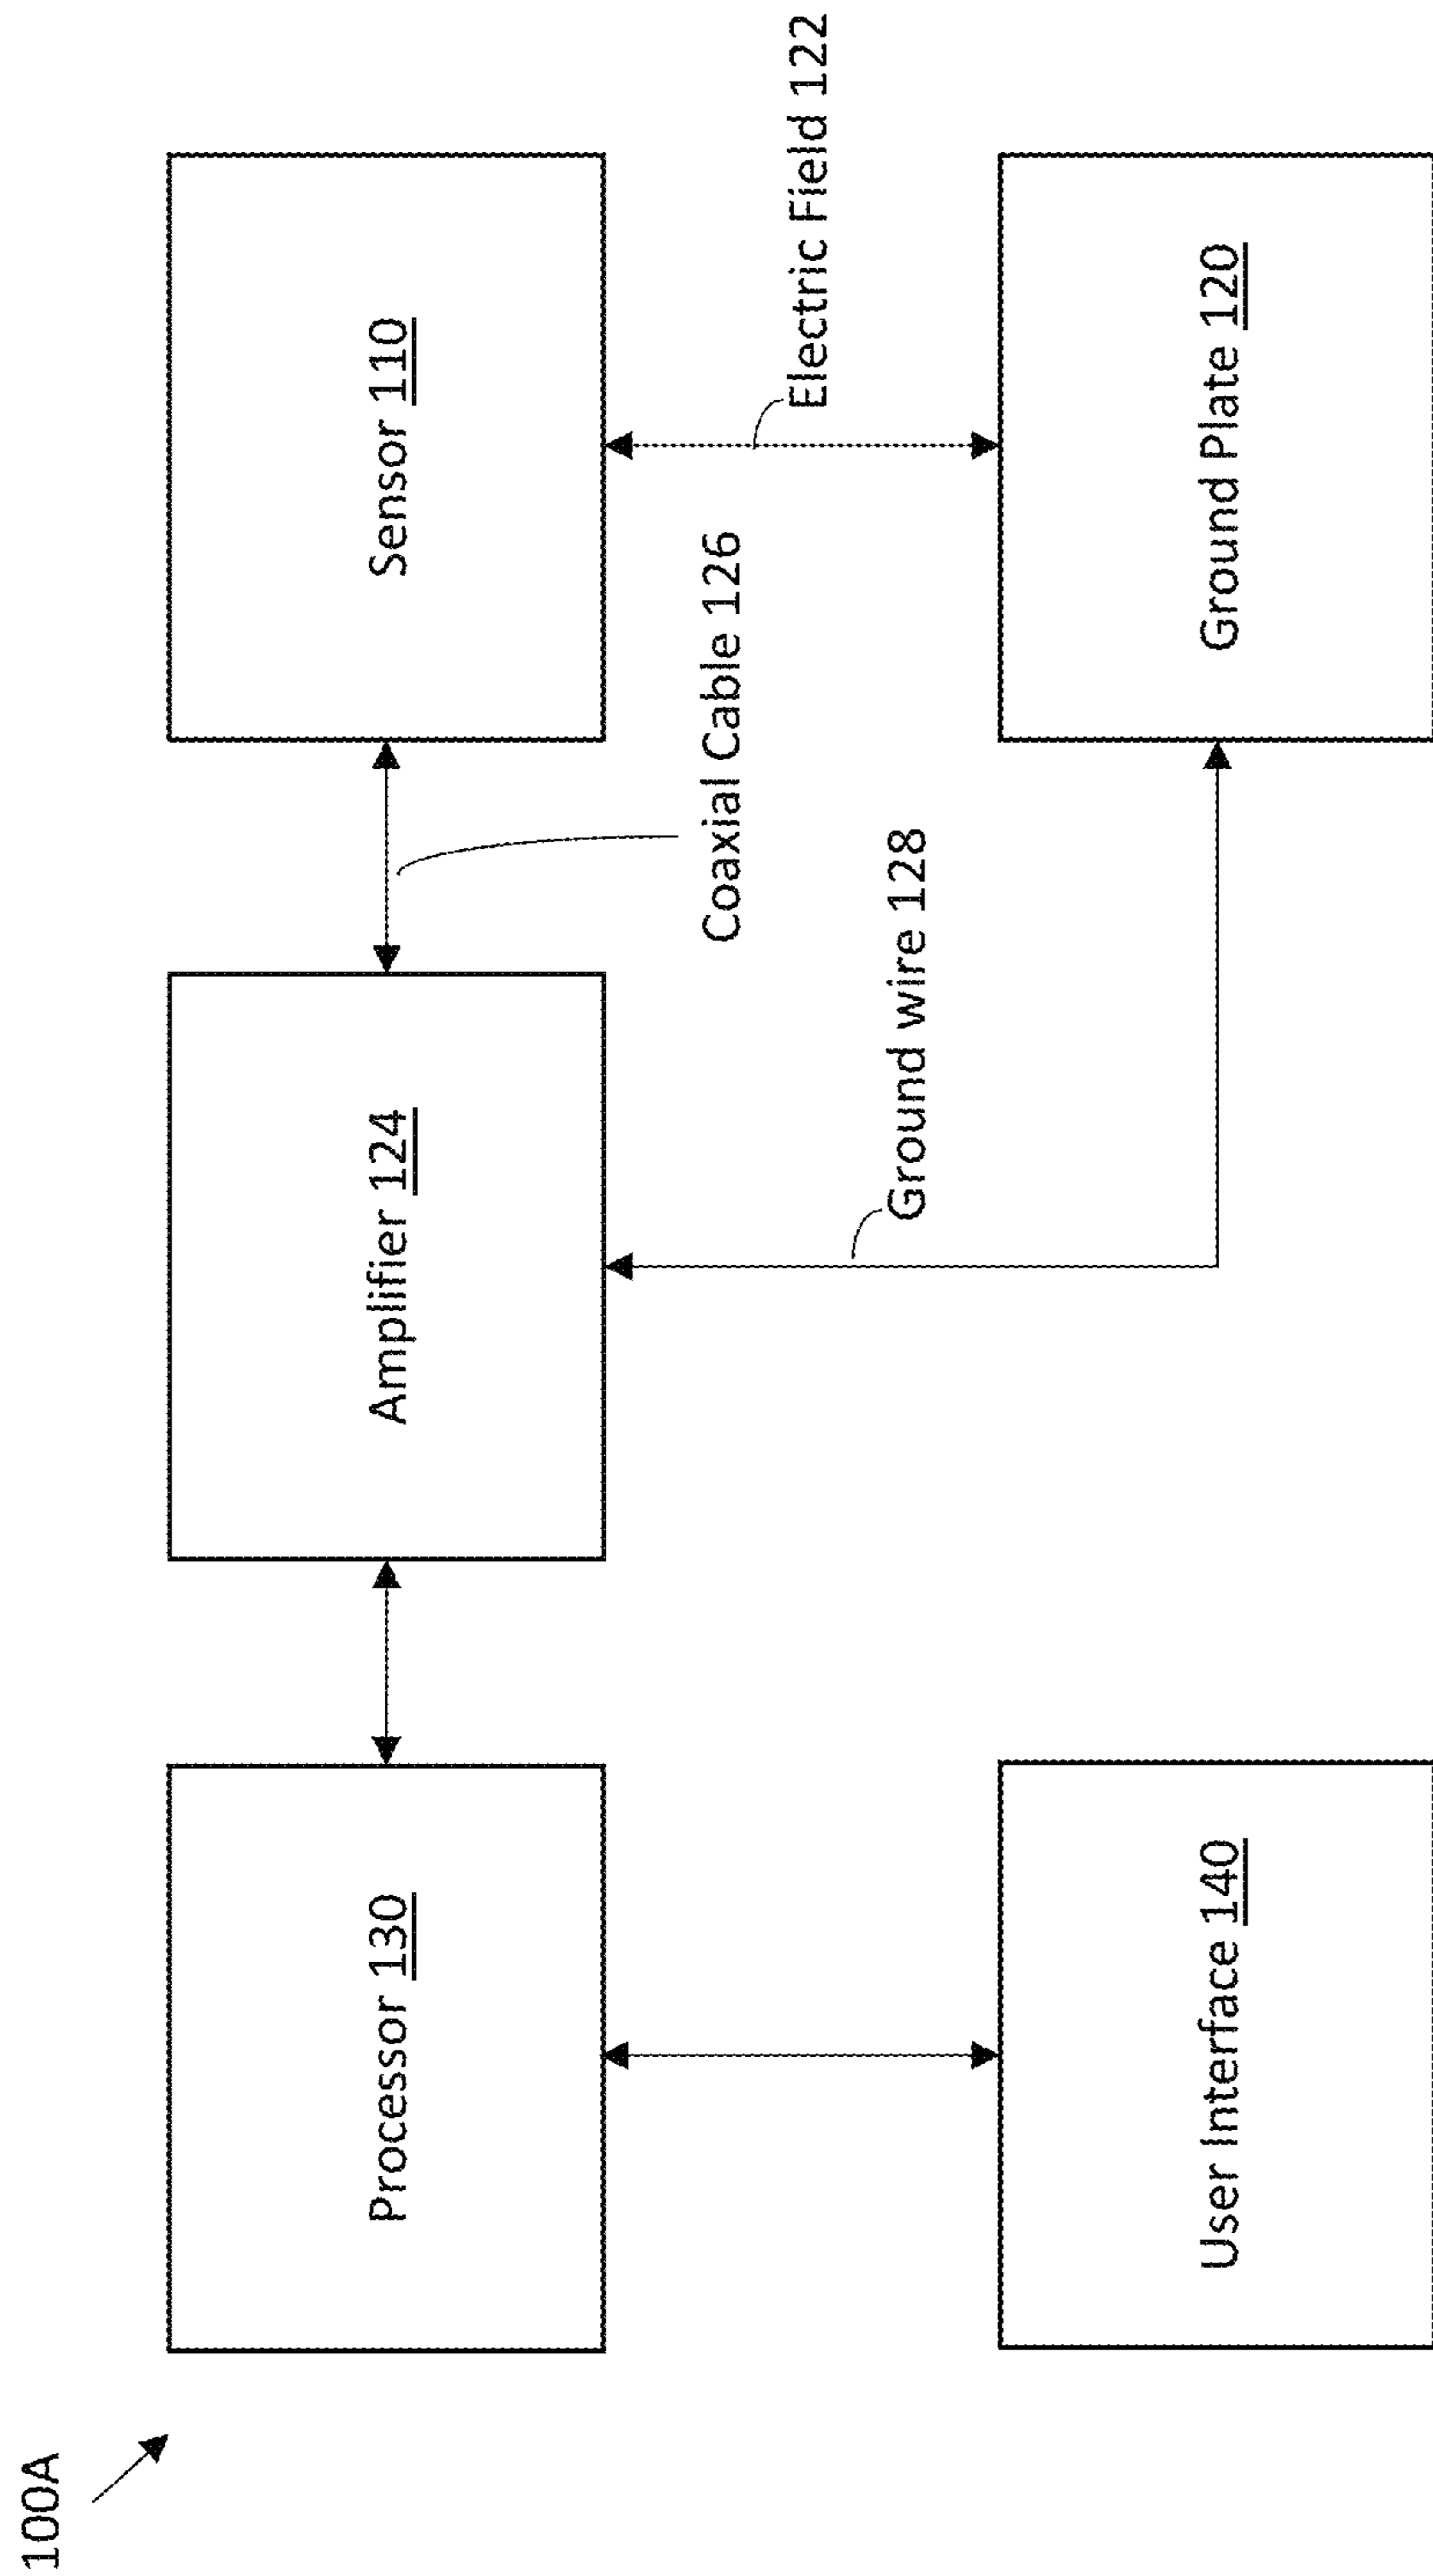 100A
Processor 130
Amplifier 124
Sensor 110
Coaxial Cable 126
Electric Field 122
Ground wire 128
User Interface 140
Ground Plate 120